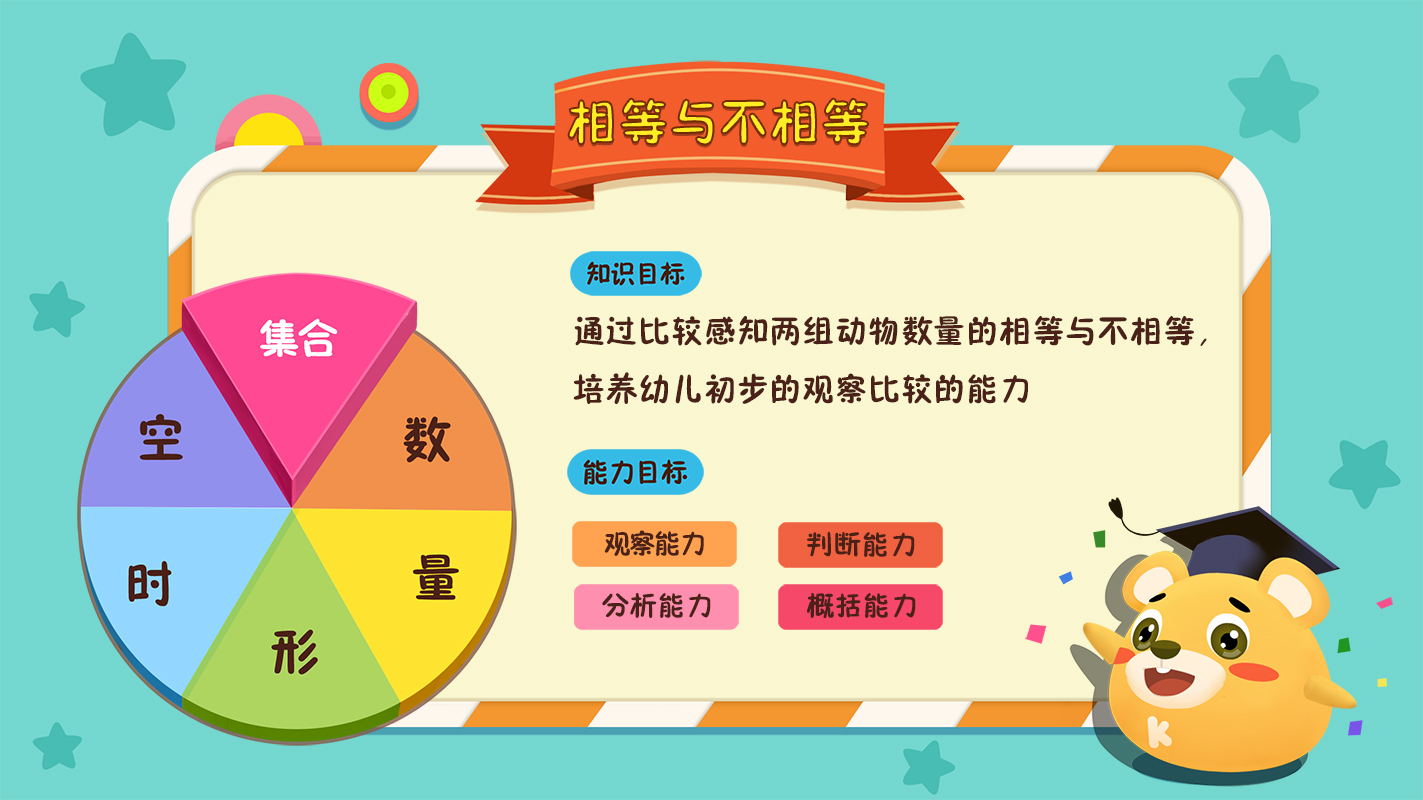 相等与不相等
集合
空
数
时
量
形
知识目标
通过比较感知两组动物数量的相等与不相等，
培养幼儿初步的观察比较的能力
能力目标
观察能力
判断能力
分析能力
概括能力
K